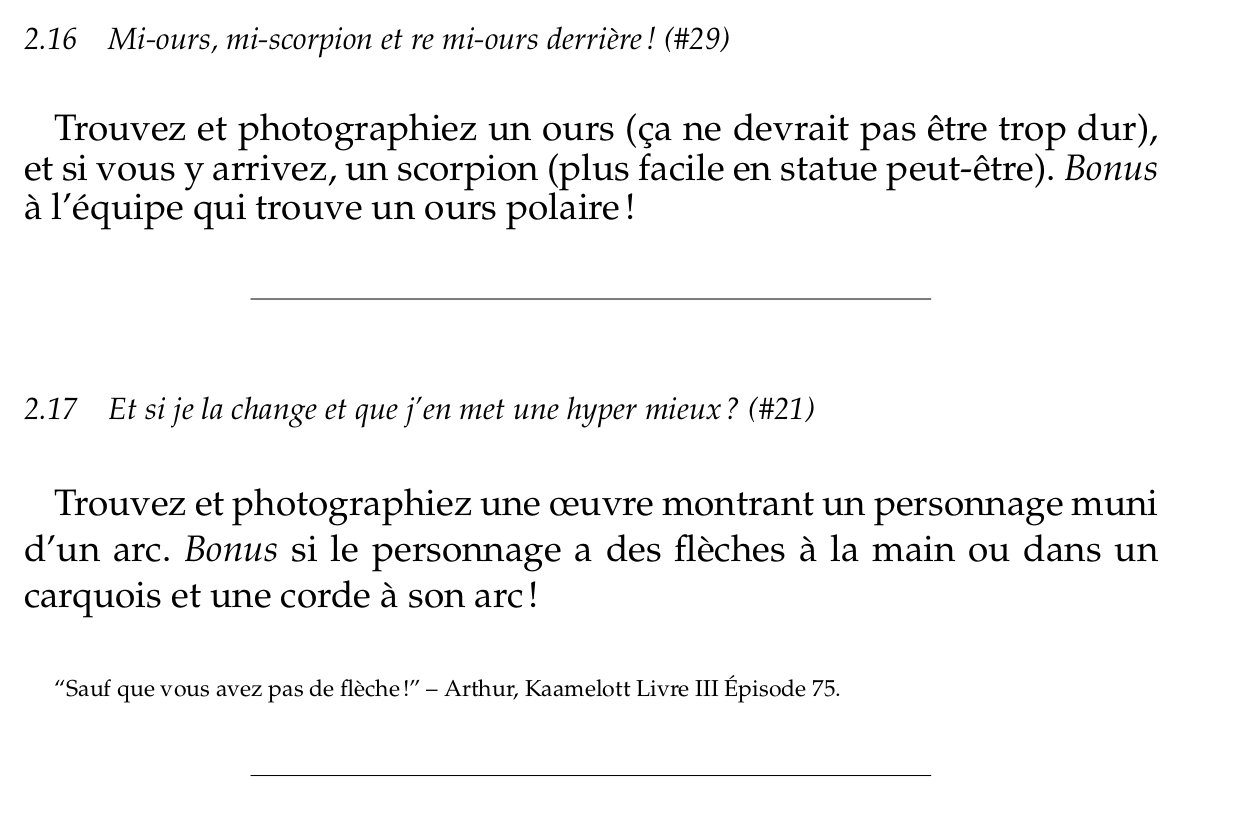 2.16 Mi-ours, mi-scorpion et re mi-ours derrière ! (#29)
Trouvez et photographiez un ours (ça ne devrait pas être trop dur),
et si vous y arrivez, un scorpion (plus facile en statue peut-être). Bonus
à l'équipe qui trouve un ours polaire !
2.17 Et si je la change et que j'en met une hyper mieux ? (#21)
Trouvez et photographiez une œuvre montrant un personnage muni
d'un arc. Bonus si le personnage a des flèches à la main ou dans un
carquois et une corde à son arc !
“Sauf que vous avez pas de flèche !” – Arthur, Kaamelott Livre III Épisode 75.